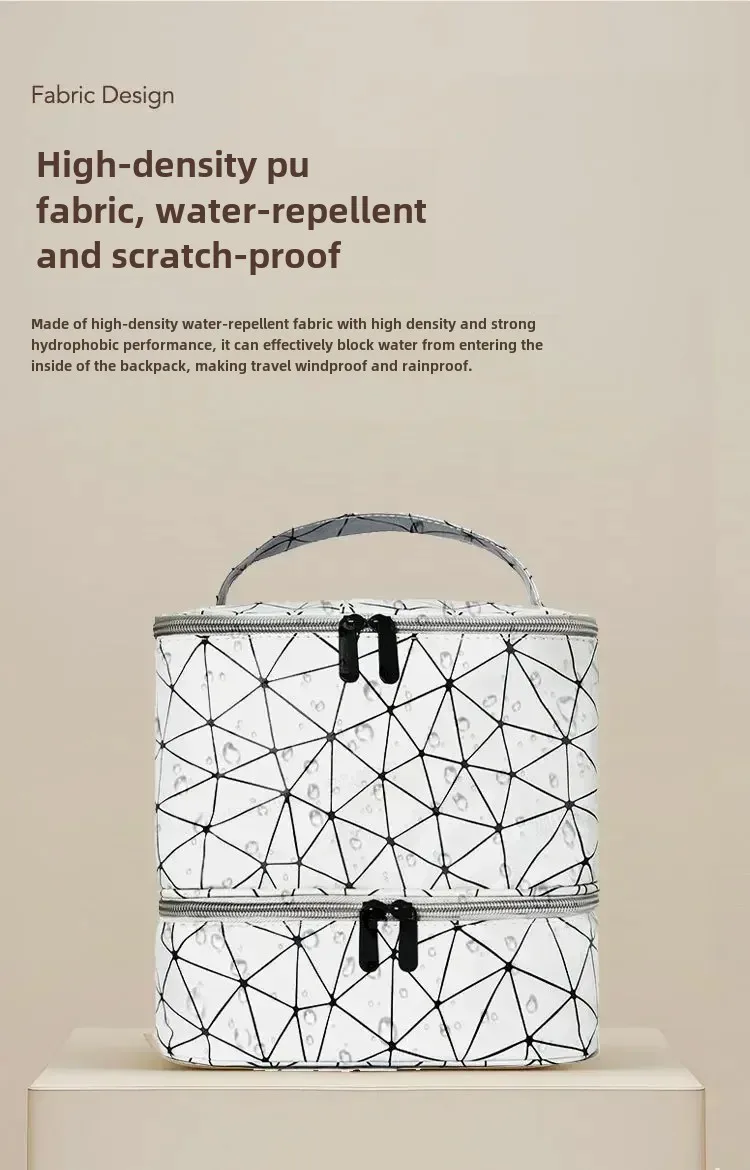 Fabric Design
High-density pu
fabric, water-repellent
and scratch-proof
Made of high-density water-repellent fabric with high density and strong
hydrophobic performance, it can effectively block water from entering the
inside of the backpack, making travel windproof and rainproof.